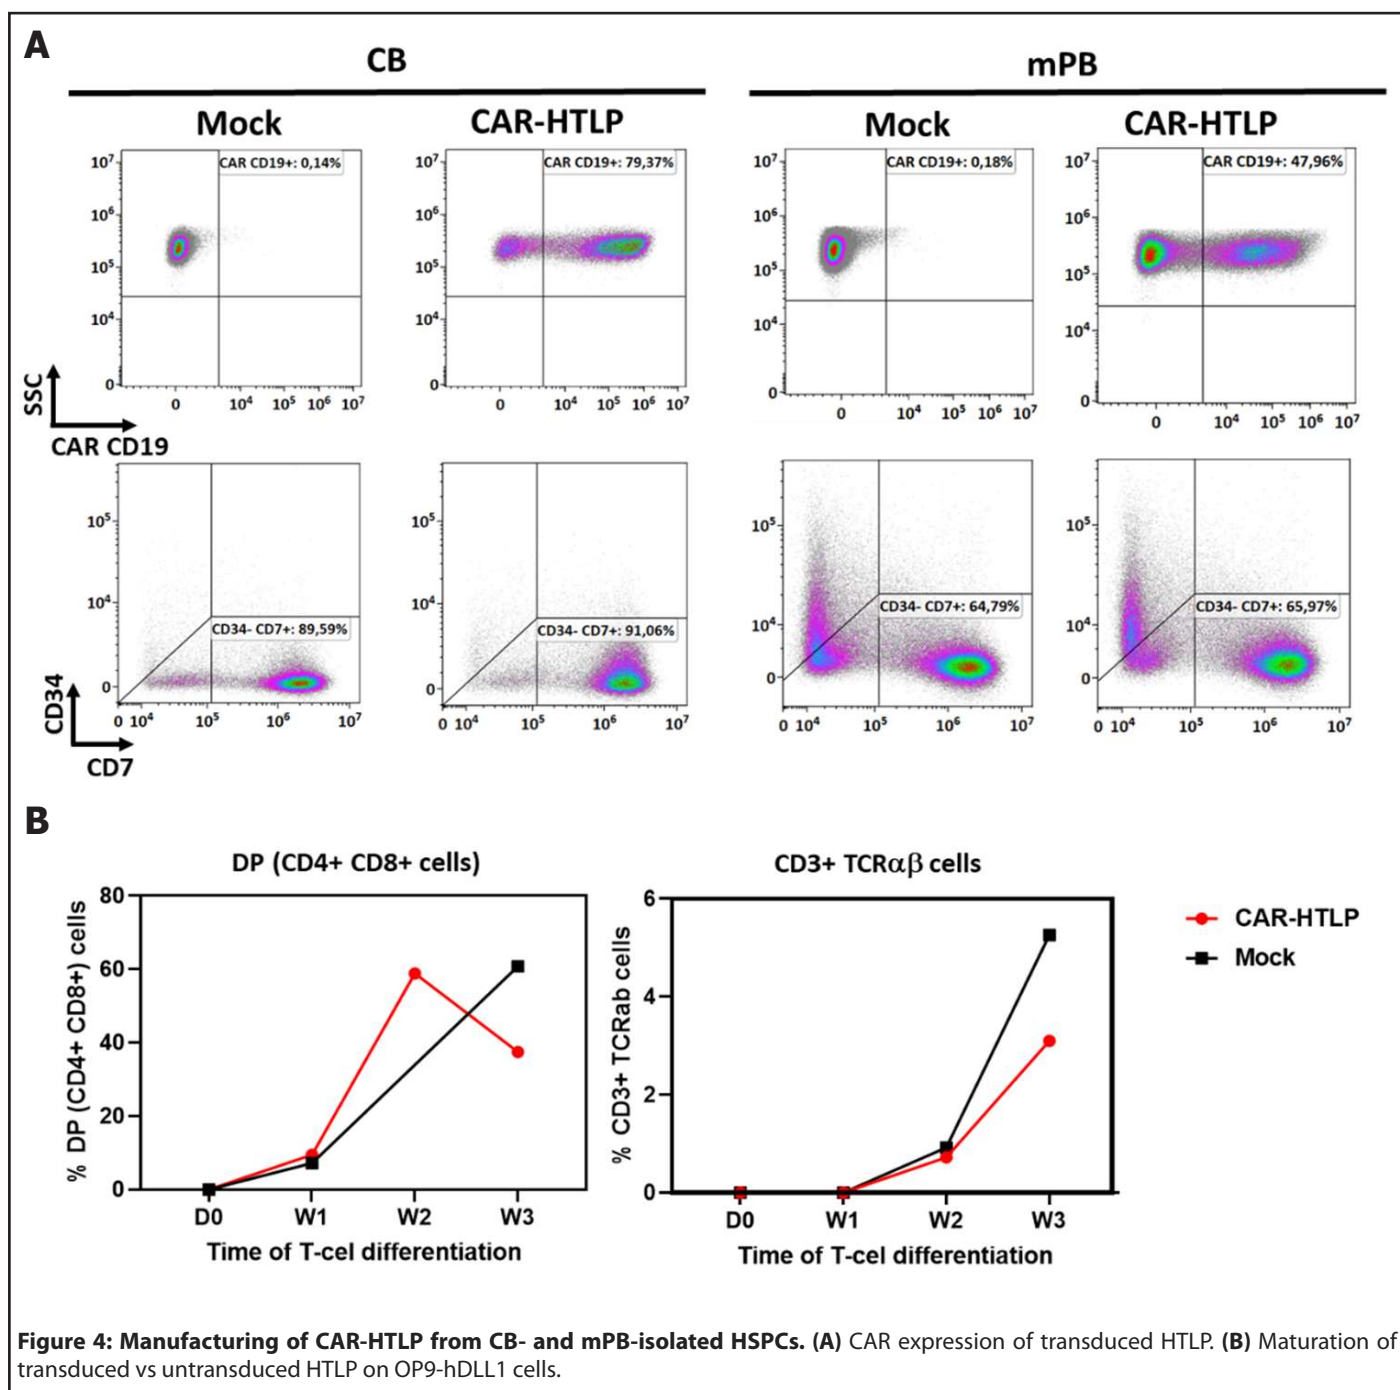 A
CB
mPB
Mock
CAR-HTLP
Mock
CAR-HTLP
CAR CD19+: 0,14%
CAR CD19+: 79,37%
CAR CD19+: 0,18%
CAR CD19+: 47,96%
10⁷
10⁶
10⁵
10⁴
0
10⁷
10⁶
10⁵
10⁴
0
10⁷
10⁶
10⁵
10⁴
0
10⁷
10⁶
10⁵
10⁴
0
0 10⁴ 10⁵ 10⁶ 10⁷
0 10⁴ 10⁵ 10⁶ 10⁷
0 10⁴ 10⁵ 10⁶ 10⁷
0 10⁴ 10⁵ 10⁶ 10⁷
SSC
CAR CD19
10⁵
10⁴
0
10⁵
10⁴
0
10⁵
10⁴
0
10⁵
10⁴
0
CD34- CD7+: 89,59%
CD34- CD7+: 91,06%
CD34- CD7+: 64,79%
CD34- CD7+: 65,97%
0 10⁴ 10⁵ 10⁶ 10⁷
0 10⁴ 10⁵ 10⁶ 10⁷
0 10⁴ 10⁵ 10⁶ 10⁷
0 10⁴ 10⁵ 10⁶ 10⁷
CD34
CD7
B
DP (CD4+ CD8+ cells)
% DP (CD4+ CD8+) cells
80
60
40
20
0
D0 W1 W2 W3
Time of T-cel differentiation
CD3+ TCRαβ cells
% CD3+ TCRab cells
6
4
2
0
D0 W1 W2 W3
Time of T-cel differentiation
CAR-HTLP
Mock
Figure 4: Manufacturing of CAR-HTLP from CB- and mPB-isolated HSPCs. (A) CAR expression of transduced HTLP. (B) Maturation of
transduced vs untransduced HTLP on OP9-hDLL1 cells.